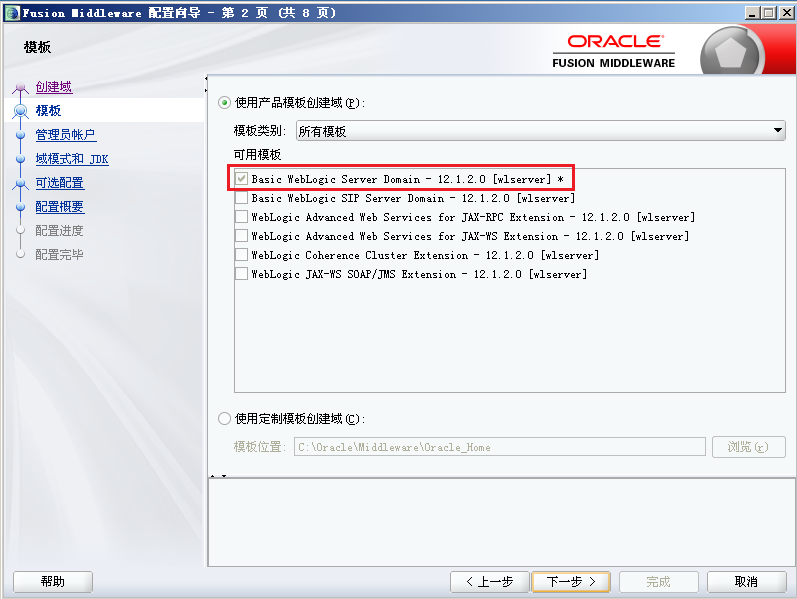 Fusion Middleware 配置向导 - 第 2 页 (共 8 页)
模板
ORACLE
FUSION MIDDLEWARE
创建域
模板
管理员帐户
域模式和 JDK
可选配置
配置概要
配置进度
配置完毕
使用产品模板创建域(P):
模板类别: 所有模板
可用模板
Basic WebLogic Server Domain - 12.1.2.0 [wlserver] *
Basic WebLogic SIP Server Domain - 12.1.2.0 [wlserver]
WebLogic Advanced Web Services for JAX-RPC Extension - 12.1.2.0 [wlserver]
WebLogic Advanced Web Services for JAX-WS Extension - 12.1.2.0 [wlserver]
WebLogic Coherence Cluster Extension - 12.1.2.0 [wlserver]
WebLogic JAX-WS SOAP/JMS Extension - 12.1.2.0 [wlserver]
使用定制模板创建域(C):
模板位置: C:\Oracle\Middleware\Oracle_Home 浏览(r)
帮助 < 上一步 下一步 > 完成 取消